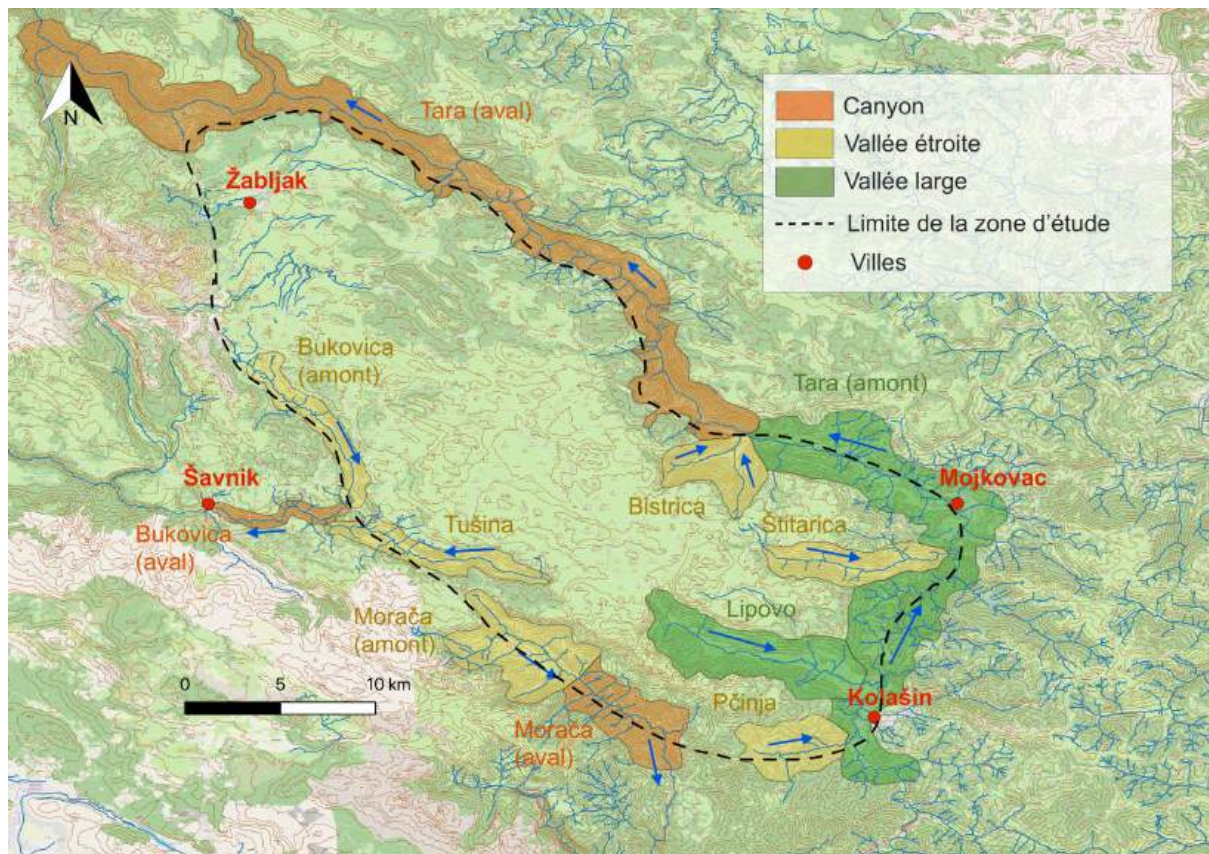 N
Tara (aval)
Canyon
Vallée étroite
Vallée large
Limite de la zone d'étude
Villes
Žabljak
Bukovica
(amont)
Tara (amont)
Šavnik
Bukovica
(aval)
Tušina
Bistrica
Mojkovac
Štitarica
Morača
(amont)
Lipovo
0 5 10 km
Pčinja
Kolašin
Morača
(aval)